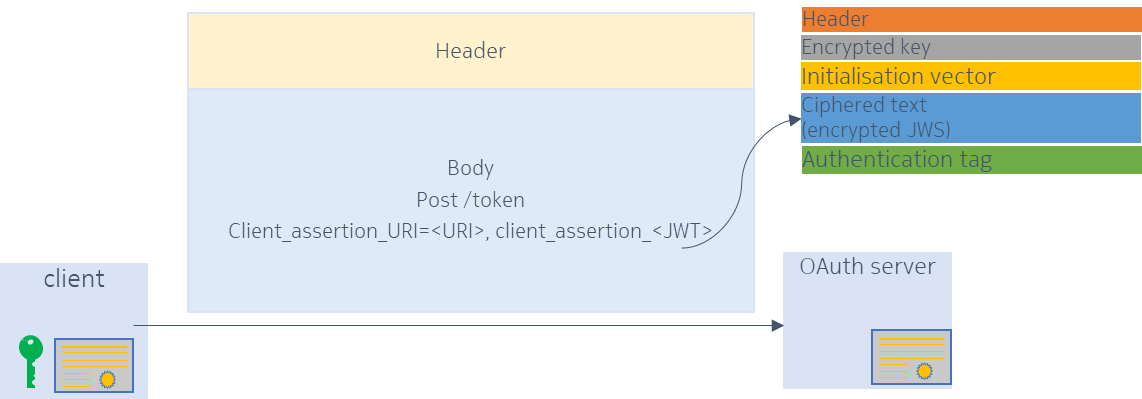 Header
Body
Post /token
Client_assertion_URI=<URI>, client_assertion_<JWT>
Header
Encrypted key
Initialisation vector
Ciphered text
(encrypted JWS)
Authentication tag
client
OAuth server